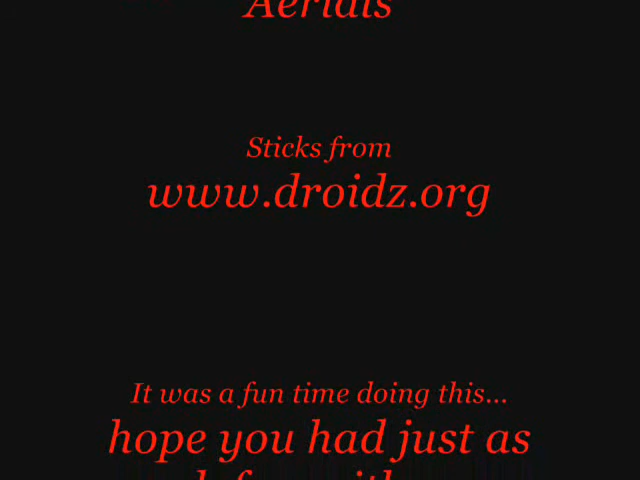 Aerials
Sticks from
www.droidz.org
It was a fun time doing this...
hope you had just as